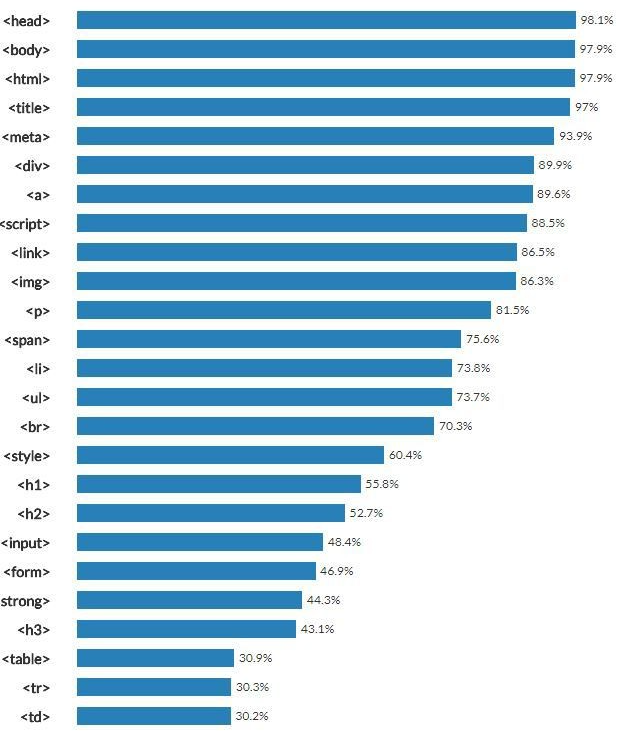 <head> 98.1%
<body> 97.9%
<html> 97.9%
<title> 97%
<meta> 93.9%
<div> 89.9%
<a> 89.6%
<script> 88.5%
<link> 86.5%
<img> 86.3%
<p> 81.5%
<span> 75.6%
<li> 73.8%
<ul> 73.7%
<br> 70.3%
<style> 60.4%
<h1> 55.8%
<h2> 52.7%
<input> 48.4%
<form> 46.9%
strong> 44.3%
<h3> 43.1%
<table> 30.9%
<tr> 30.3%
<td> 30.2%